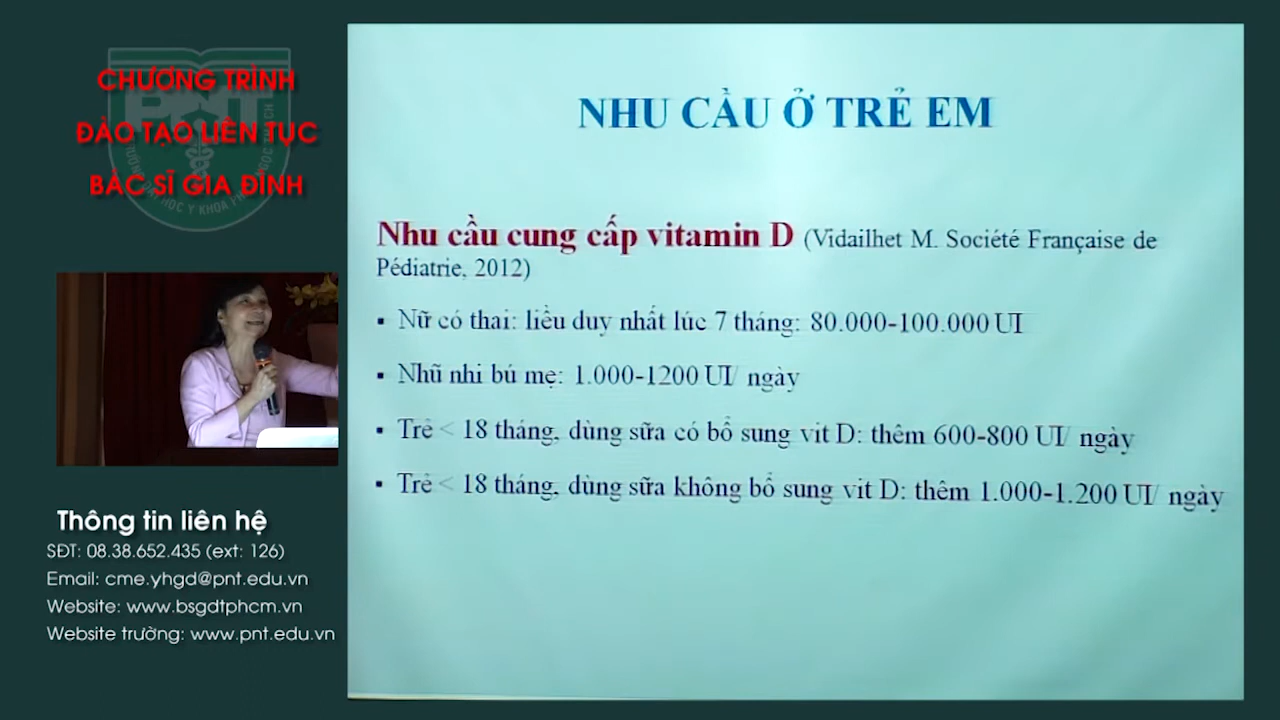 CHƯƠNG TRÌNH
ĐÀO TẠO LIÊN TỤC
BÁC SĨ GIA ĐÌNH
PNT
NHU CẦU Ở TRẺ EM
Nhu cầu cung cấp vitamin D (Vidailhet M. Société Française de
Pédiatrie, 2012)
▪ Nữ có thai: liều duy nhất lúc 7 tháng: 80.000-100.000 UI
▪ Nhũ nhi bú mẹ: 1.000-1200 UI/ ngày
▪ Trẻ < 18 tháng, dùng sữa có bổ sung vit D: thêm 600-800 UI/ ngày
▪ Trẻ < 18 tháng, dùng sữa không bổ sung vit D: thêm 1.000-1.200 UI/ ngày
Thông tin liên hệ
SĐT: 08.38.652.435 (ext: 126)
Email: cme.yhgd@pnt.edu.vn
Website: www.bsgdtphcm.vn
Website trường: www.pnt.edu.vn